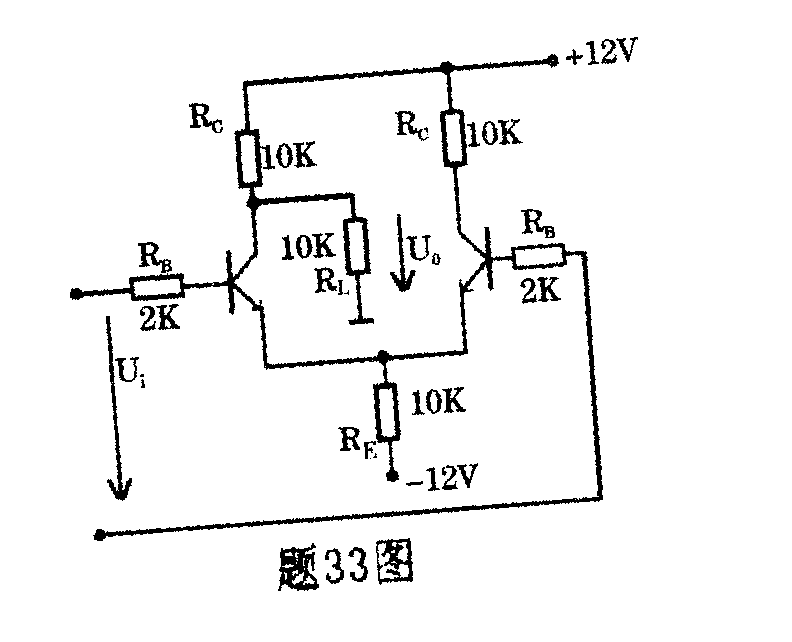 +12V
R_C
10K
R_C
10K
R_B
2K
10K
R_L
U_o
R_B
2K
U_i
10K
R_E
-12V
题33图